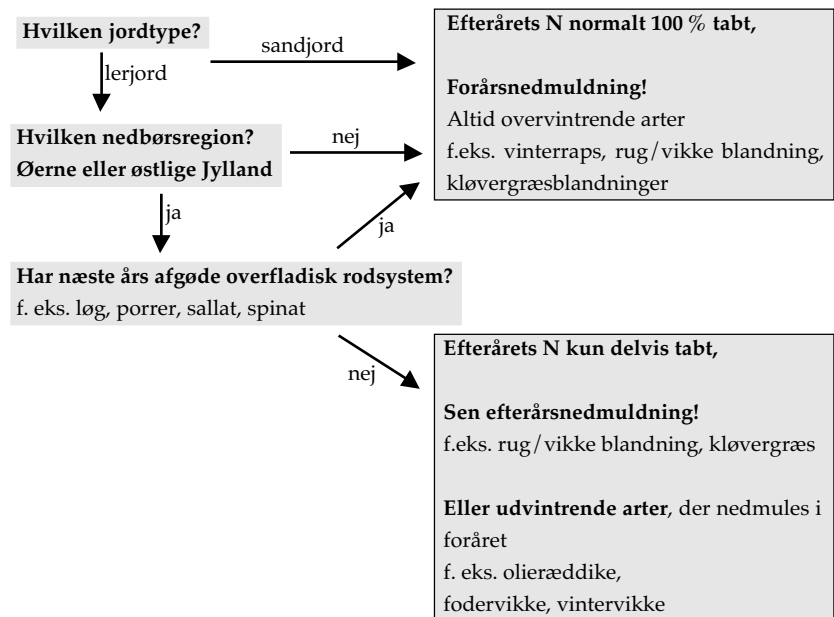 Hvilken jordtype?
sandjord
lerjord
Efterårets N normalt 100 % tabt,
Forårsnedmuldning!
Altid overvintrende arter
f.eks. vinterraps, rug/vikke blandning,
kløvergræsblandninger
Hvilken nedbørsregion?
Øerne eller østlige Jylland
nej
ja
ja
Har næste års afgøde overfladisk rodsystem?
f. eks. løg, porrer, sallat, spinat
nej
Efterårets N kun delvis tabt,
Sen efterårsnedmuldning!
f.eks. rug/vikke blandning, kløvergræs
Eller udvintrende arter, der nedmules i
foråret
f. eks. olieræddike,
fodervikke, vintervikke